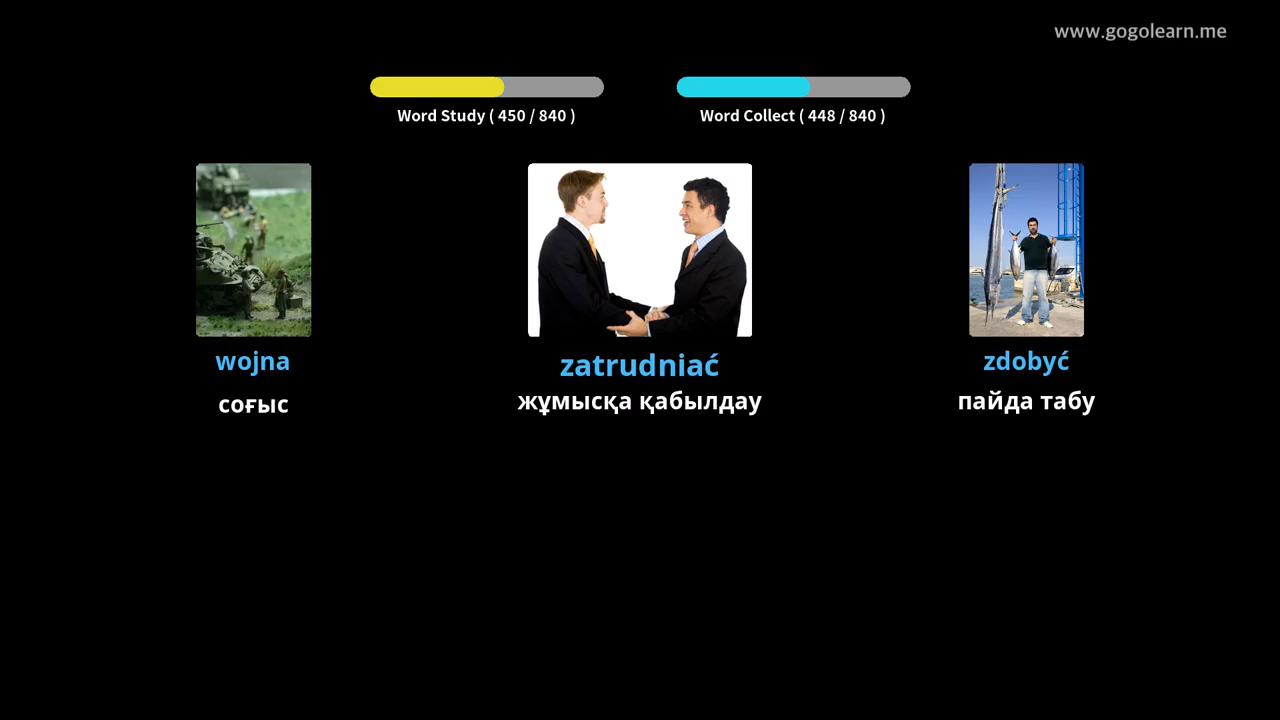 www.gogolearn.me
Word Study ( 450 / 840 )
Word Collect ( 448 / 840 )
wojna
zatrudniać
zdobyć
соғыс
жұмысқа қабылдау
пайда табу